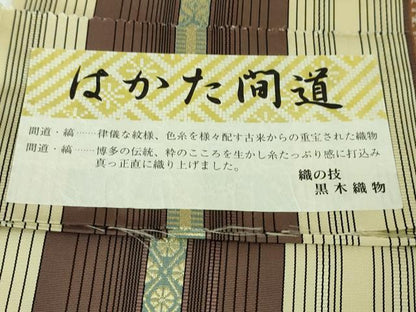 はかた間道
間道・縞……律儀な紋様、色糸を様々配す古来からの重宝された織物
間道・縞……博多の伝統、粋のこころを生かし糸たっぷり感に打込み
真っ正直に織り上げました。
織の技
黒木織物